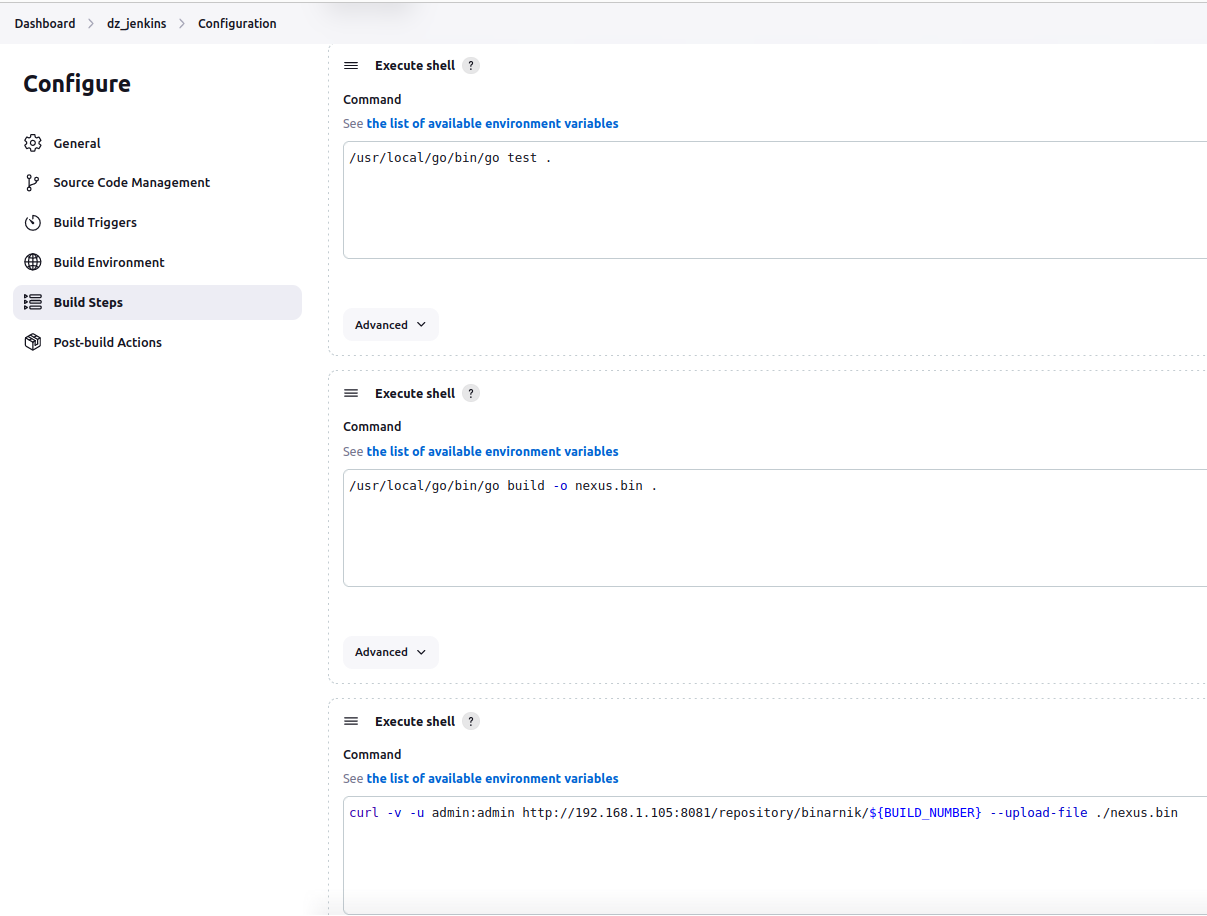 Dashboard > dz_jenkins > Configuration
Configure
General
Source Code Management
Build Triggers
Build Environment
Build Steps
Post-build Actions
Execute shell ?
Command
See the list of available environment variables
/usr/local/go/bin/go test .
Advanced
Execute shell ?
Command
See the list of available environment variables
/usr/local/go/bin/go build -o nexus.bin .
Advanced
Execute shell ?
Command
See the list of available environment variables
curl -v -u admin:admin http://192.168.1.105:8081/repository/binarnik/${BUILD_NUMBER} --upload-file ./nexus.bin